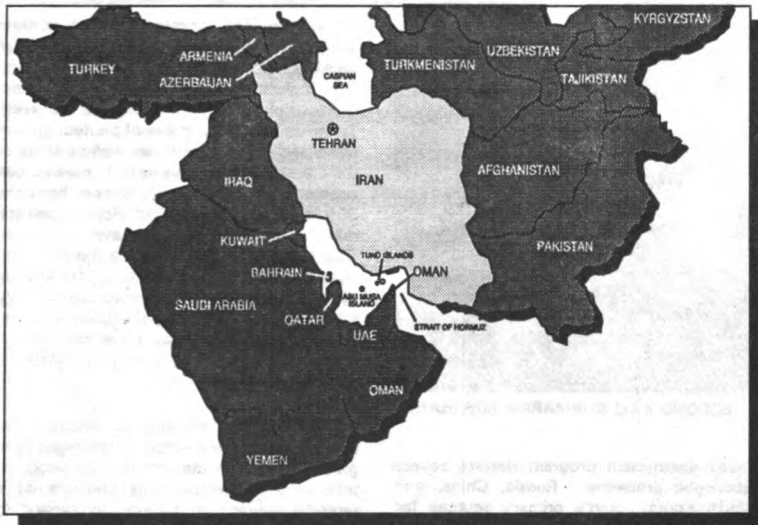 KYRGYZSTAN
ARMENIA
UZBEKISTAN
TURKEY
TURKMENISTAN
AZERBAIJAN
CASPIAN
SEA
TAJIKISTAN
TEHRAN
AFGHANISTAN
IRAQ
IRAN
KUWAIT
PAKISTAN
TUNB ISLANDS
BAHRAIN
OMAN
SAUDI ARABIA
ABU MUSA
ISLAND
QATAR
STRAIT OF HORMUZ
UAE
OMAN
YEMEN